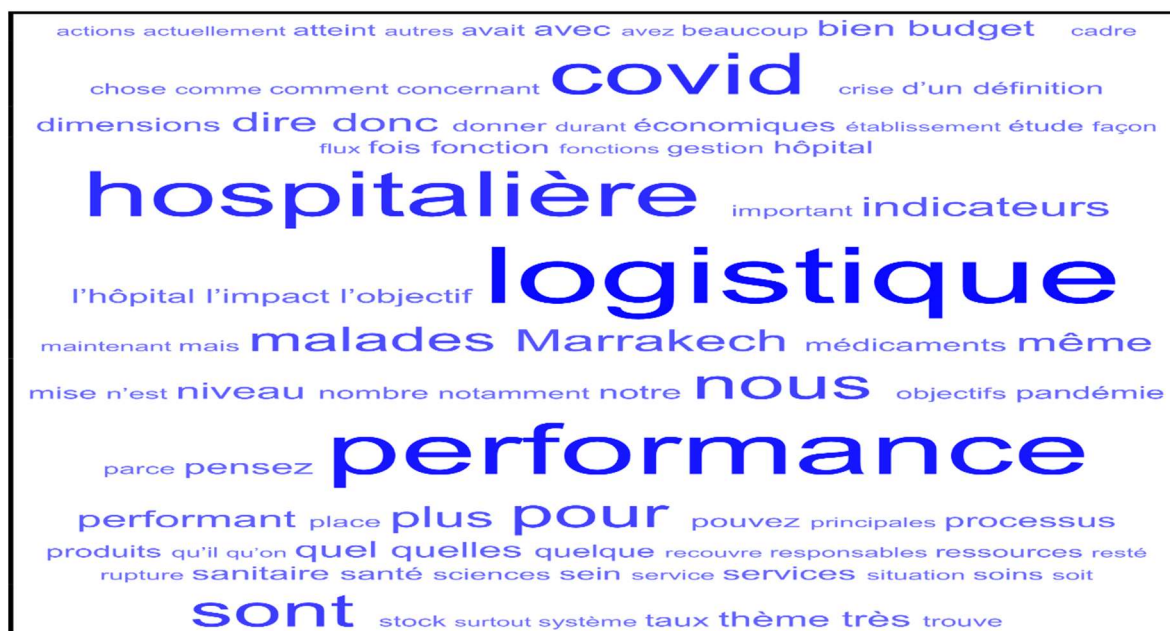 actions actuellement atteint autres avait avec avez beaucoup bien budget cadre
chose comme comment concernant covid crise d'un définition
dimensions dire donc donner durant économiques établissement étude façon
flux fois fonction fonctions gestion hôpital
hospitalière important indicateurs
l'hôpital l'impact l'objectif logistique
maintenant mais malades Marrakech médicaments même
mise n'est niveau nombre notamment notre nous objectifs pandémie
parce pensez performance
performant place plus pour pouvez principales processus
produits qu'il qu'on quel quelles quelque recouvre responsables ressources resté
rupture sanitaire santé sciences sein service services situation soins soit
sont stock surtout système taux thème très trouve